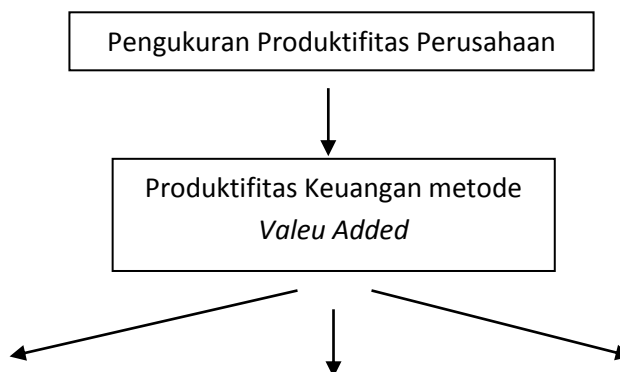 Pengukuran Produktifitas Perusahaan
Produktifitas Keuangan metode
Valeu Added